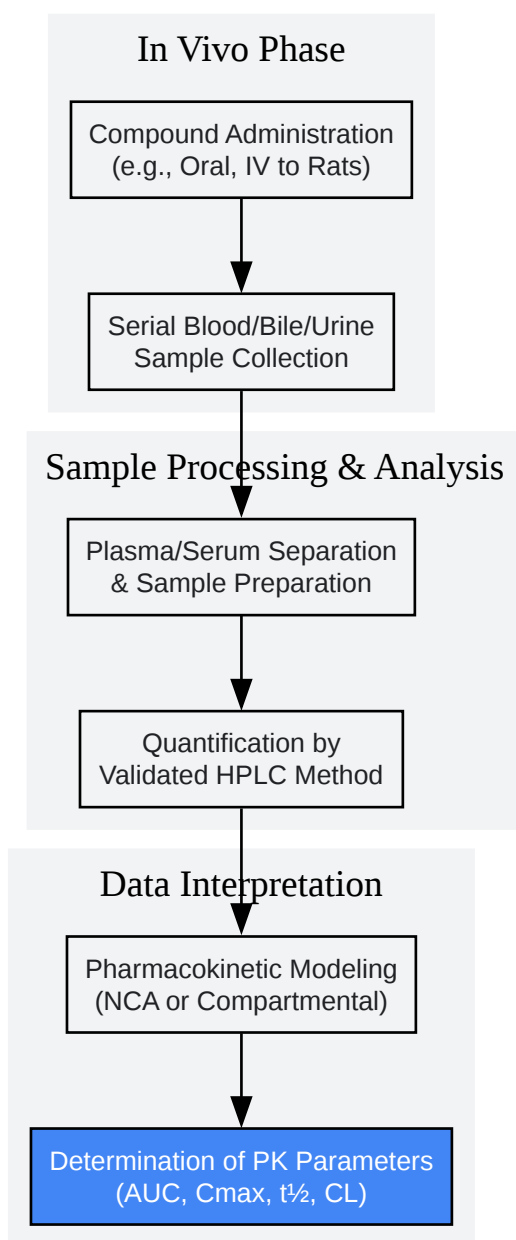 In Vivo Phase
Compound Administration
(e.g., Oral, IV to Rats)
Serial Blood/Bile/Urine
Sample Collection
Sample Processing & Analysis
Plasma/Serum Separation
& Sample Preparation
Quantification by
Validated HPLC Method
Data Interpretation
Pharmacokinetic Modeling
(NCA or Compartmental)
Determination of PK Parameters
(AUC, Cmax, t½, CL)